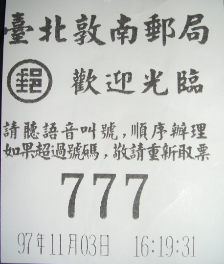 臺北敦南郵局
郵 歡迎光臨
請聽語音叫號，順序辦理
如果超過號碼，敬請重新取票
777
97年11月03日 16:19:31